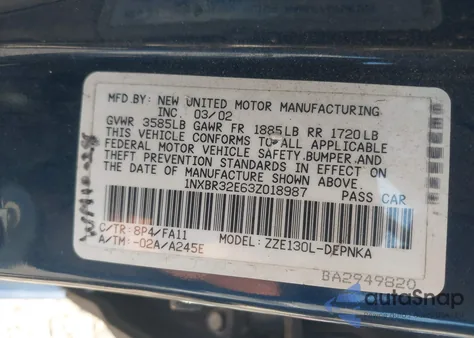 MFD.BY: NEW UNITED MOTOR MANUFACTURING
INC. 03/02
GVWR 3585LB GAWR FR 1885LB RR 1720LB
THIS VEHICLE CONFORMS TO ALL APPLICABLE
FEDERAL MOTOR VEHICLE SAFETY, BUMPER AND
THEFT PREVENTION STANDARDS IN EFFECT ON
THE DATE OF MANUFACTURE SHOWN ABOVE.
1NXBR32E63Z018987 PASS CAR
C/TR: 8P4/FA11
A/TM: -02A/A245E MODEL: ZZE130L-DEPNKA
BA2949820
autoSnap